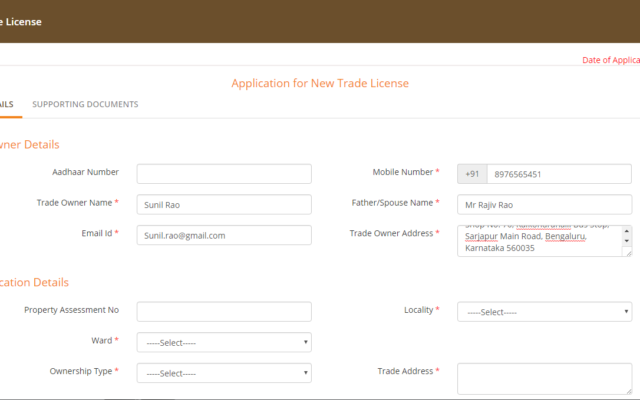 e License
Date of Applica
Application for New Trade License
AILS SUPPORTING DOCUMENTS
wner Details
Aadhaar Number Mobile Number * +91 8976565451
Trade Owner Name * Sunil Rao Father/Spouse Name * Mr Rajiv Rao
Email Id * Sunil.rao@gmail.com Trade Owner Address *
Sarjapur Main Road, Bengaluru,
Karnataka 560035
cation Details
Property Assessment No Locality * -----Select-----
Ward * -----Select-----
Ownership Type * -----Select----- Trade Address *